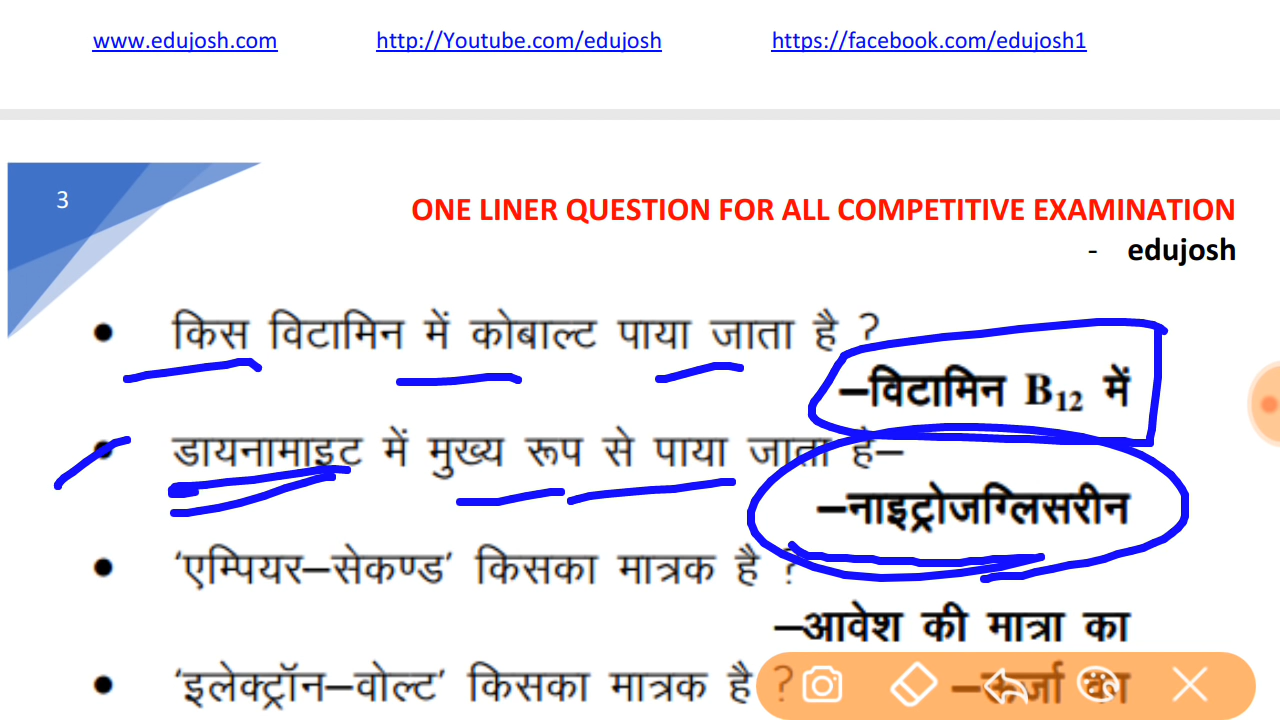 www.edujosh.com http://Youtube.com/edujosh https://facebook.com/edujosh1
3
ONE LINER QUESTION FOR ALL COMPETITIVE EXAMINATION
- edujosh
• किस विटामिन में कोबाल्ट पाया जाता है ?
–विटामिन B₁₂ में
• डायनामाइट में मुख्य रूप से पाया जाता है–
–नाइट्रोजग्लिसरीन
• ‘एम्पियर–सेकण्ड’ किसका मात्रक है ?
–आवेश की मात्रा का
• ‘इलेक्ट्रॉन–वोल्ट’ किसका मात्रक है ? –ऊर्जा का